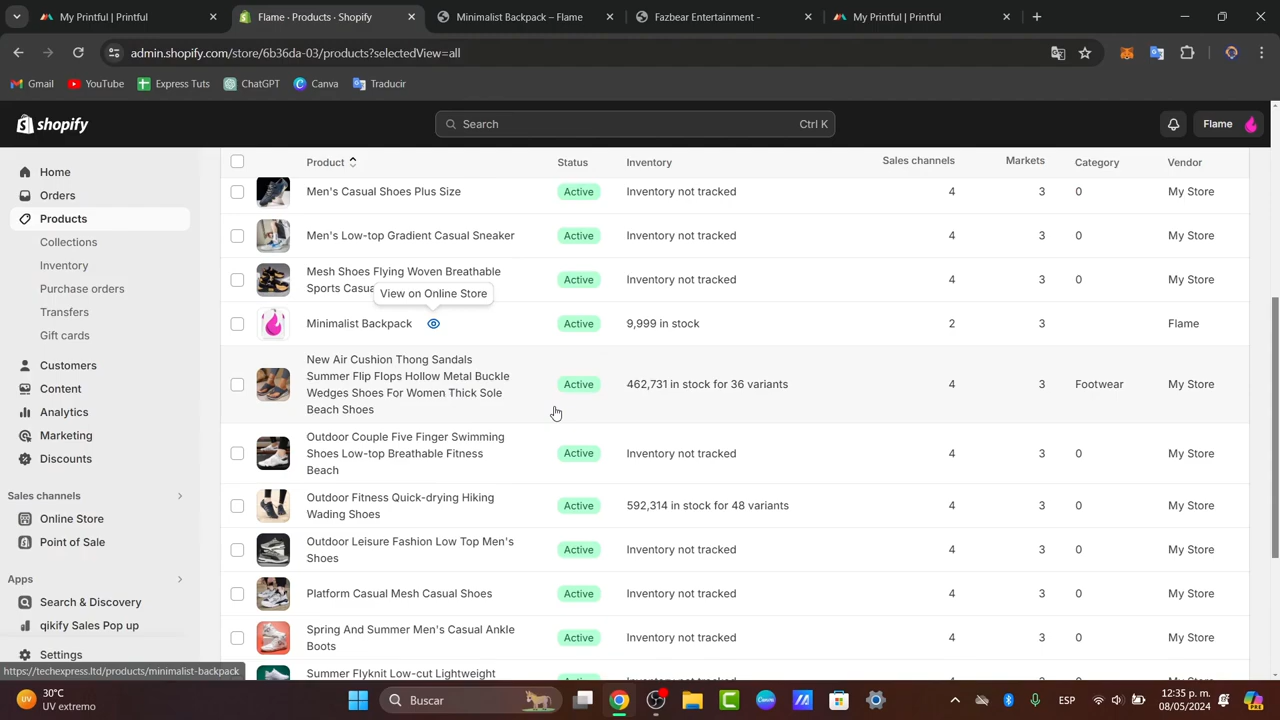 My Printful | Printful
Flame · Products · Shopify
Minimalist Backpack – Flame
Fazbear Entertainment -
My Printful | Printful
admin.shopify.com/store/6b36da-03/products?selectedView=all
Gmail
YouTube
Express Tuts
ChatGPT
Canva
Traducir
shopify
Search
Ctrl K
Flame
Home
Orders
Products
Collections
Inventory
Purchase orders
Transfers
Gift cards
Customers
Content
Analytics
Marketing
Discounts
Sales channels
Online Store
Point of Sale
Apps
Search & Discovery
qikify Sales Pop up
Settings
Product Status Inventory Sales channels Markets Category Vendor
Men's Casual Shoes Plus Size Active Inventory not tracked 4 3 0 My Store
Men's Low-top Gradient Casual Sneaker Active Inventory not tracked 4 3 0 My Store
Mesh Shoes Flying Woven Breathable
Sports Casua Active Inventory not tracked 4 3 0 My Store
View on Online Store
Minimalist Backpack Active 9,999 in stock 2 3 Flame
New Air Cushion Thong Sandals
Summer Flip Flops Hollow Metal Buckle
Wedges Shoes For Women Thick Sole
Beach Shoes Active 462,731 in stock for 36 variants 4 3 Footwear My Store
Outdoor Couple Five Finger Swimming
Shoes Low-top Breathable Fitness
Beach Active Inventory not tracked 4 3 0 My Store
Outdoor Fitness Quick-drying Hiking
Wading Shoes Active 592,314 in stock for 48 variants 4 3 0 My Store
Outdoor Leisure Fashion Low Top Men's
Shoes Active Inventory not tracked 4 3 0 My Store
Platform Casual Mesh Casual Shoes Active Inventory not tracked 4 3 0 My Store
Spring And Summer Men's Casual Ankle
Boots Active Inventory not tracked 4 3 0 My Store
Summer Flyknit Low-cut Lightweight
https://techexpress.ltd/products/minimalist-backpack
30°C
UV extremo
Buscar
ESP
12:35 p. m.
08/05/2024